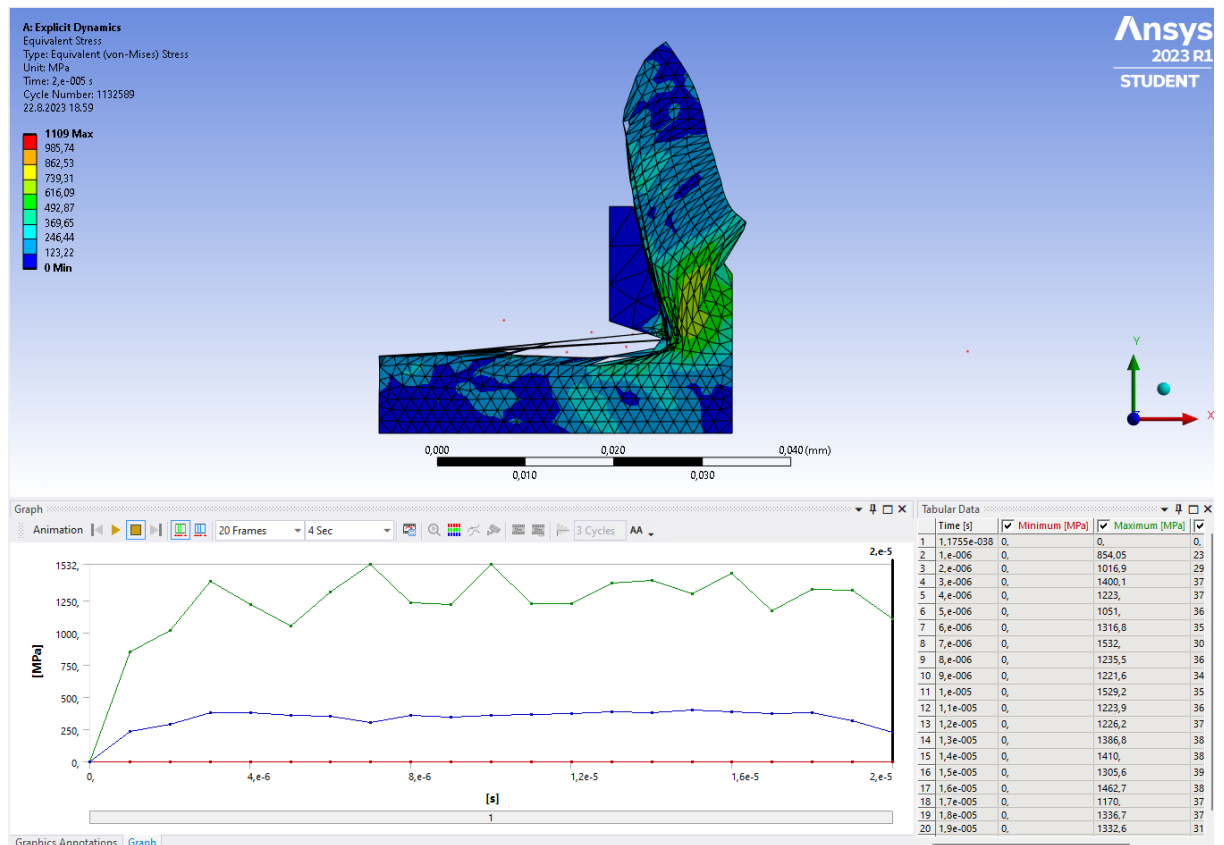 A: Explicit Dynamics
Equivalent Stress
Type: Equivalent (von-Mises) Stress
Unit: MPa
Time: 2,e-005 s
Cycle Number: 1132589
22.8.2023 18.59
1109 Max
985,74
862,53
739,31
616,09
492,87
369,65
246,44
123,22
0 Min
Ansys
2023 R1
STUDENT
Y
X
0,000 0,020 0,040 (mm)
0,010 0,030
Graph
Animation 20 Frames 4 Sec 3 Cycles AA
2,e-5
1532,
1250,
1000,
750,
500,
250,
0,
[MPa]
0, 4,e-6 8,e-6 1,2e-5 1,6e-5 2,e-5
[s]
1
Graphics Annotations Graph
Tabular Data
Time [s] Minimum [MPa] Maximum [MPa]
1 1,1755e-038 0, 0, 0,
2 1,e-006 0, 854,05 23
3 2,e-006 0, 1016,9 29
4 3,e-006 0, 1400,1 37
5 4,e-006 0, 1223, 37
6 5,e-006 0, 1051, 36
7 6,e-006 0, 1316,8 35
8 7,e-006 0, 1532, 30
9 8,e-006 0, 1235,5 36
10 9,e-006 0, 1221,6 34
11 1,e-005 0, 1529,2 35
12 1,1e-005 0, 1223,9 36
13 1,2e-005 0, 1226,2 37
14 1,3e-005 0, 1386,8 38
15 1,4e-005 0, 1410, 38
16 1,5e-005 0, 1305,6 39
17 1,6e-005 0, 1462,7 38
18 1,7e-005 0, 1170, 37
19 1,8e-005 0, 1336,7 37
20 1,9e-005 0, 1332,6 31